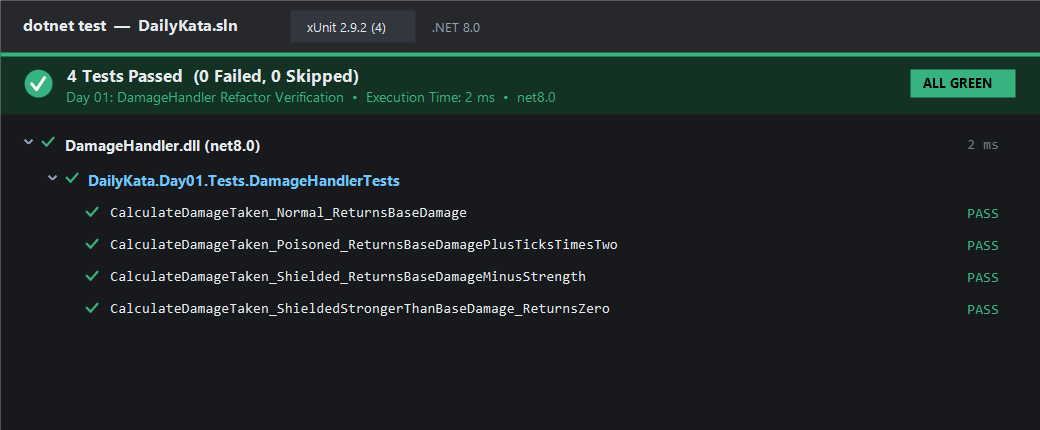 dotnet test — DailyKata.sln xUnit 2.9.2 (4) .NET 8.0
4 Tests Passed (0 Failed, 0 Skipped)
Day 01: DamageHandler Refactor Verification • Execution Time: 2 ms • net8.0
ALL GREEN
DamageHandler.dll (net8.0) 2 ms
DailyKata.Day01.Tests.DamageHandlerTests
CalculateDamageTaken_Normal_ReturnsBaseDamage PASS
CalculateDamageTaken_Poisoned_ReturnsBaseDamagePlusTicksTimesTwo PASS
CalculateDamageTaken_Shielded_ReturnsBaseDamageMinusStrength PASS
CalculateDamageTaken_ShieldedStrongerThanBaseDamage_ReturnsZero PASS